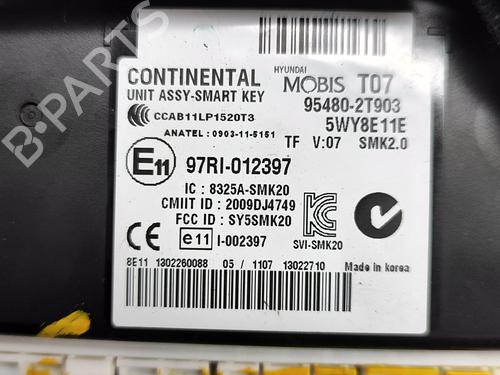 B-PARTS
CONTINENTAL HYUNDAI MOBIS T07
UNIT ASSY-SMART KEY 95480-2T903
CCAB11LP1520T3 5WY8E11E
ANATEL : 0903-11-5151 TF V:07 SMK2.0
E11 97RI-012397
IC : 8325A-SMK20
CMIIT ID : 2009DJ4749
FCC ID : SY5SMK20
CE e11 I-002397 SVI-SMK20
8E11 1302260088 05 / 1107 13022710 Made in korea